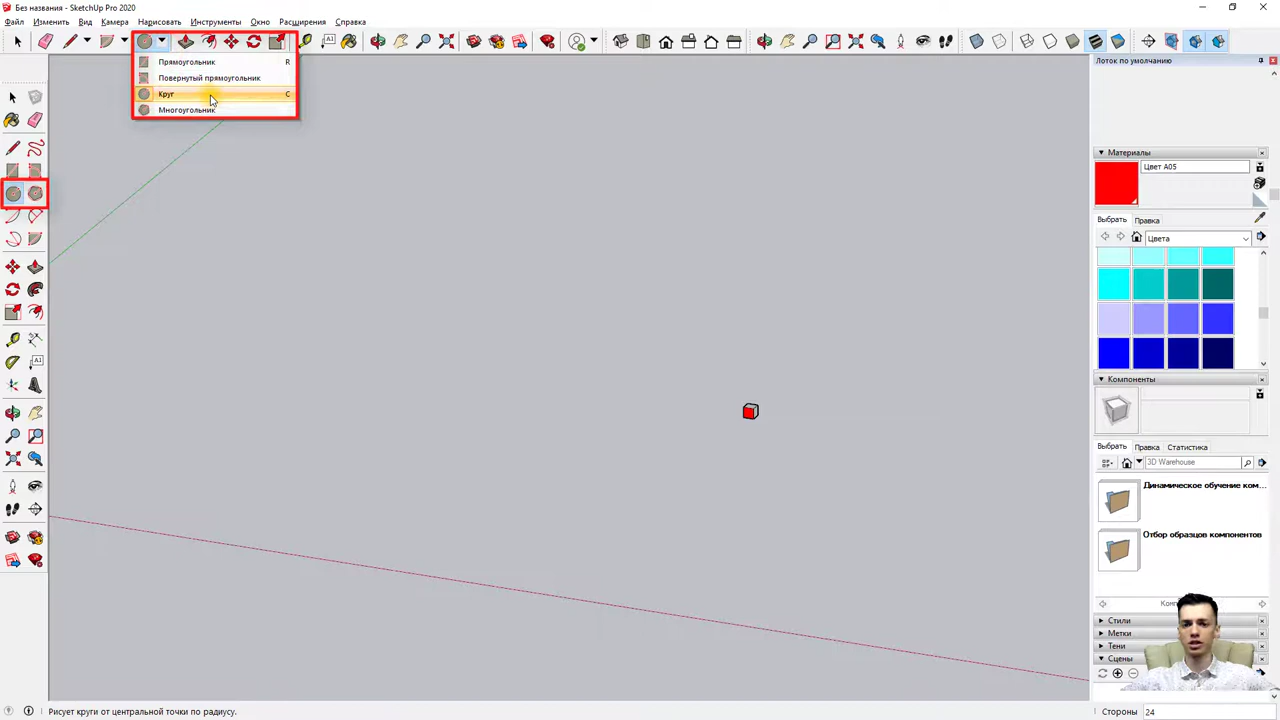 Без названия - SketchUp Pro 2020
Файл Изменить Вид Камера Нарисовать Инструменты Окно Расширения Справка
Прямоугольник R
Повернутый прямоугольник
Круг C
Многоугольник
Лоток по умолчанию
Материалы
Цвет A05
Выбрать Правка
Цвета
Компоненты
Выбрать Правка Статистика
3D Warehouse
Динамическое обучение ком...
Отбор образцов компонентов
Стили
Метки
Тени
Сцены
Рисует круги от центральной точки по радиусу.
Стороны 24